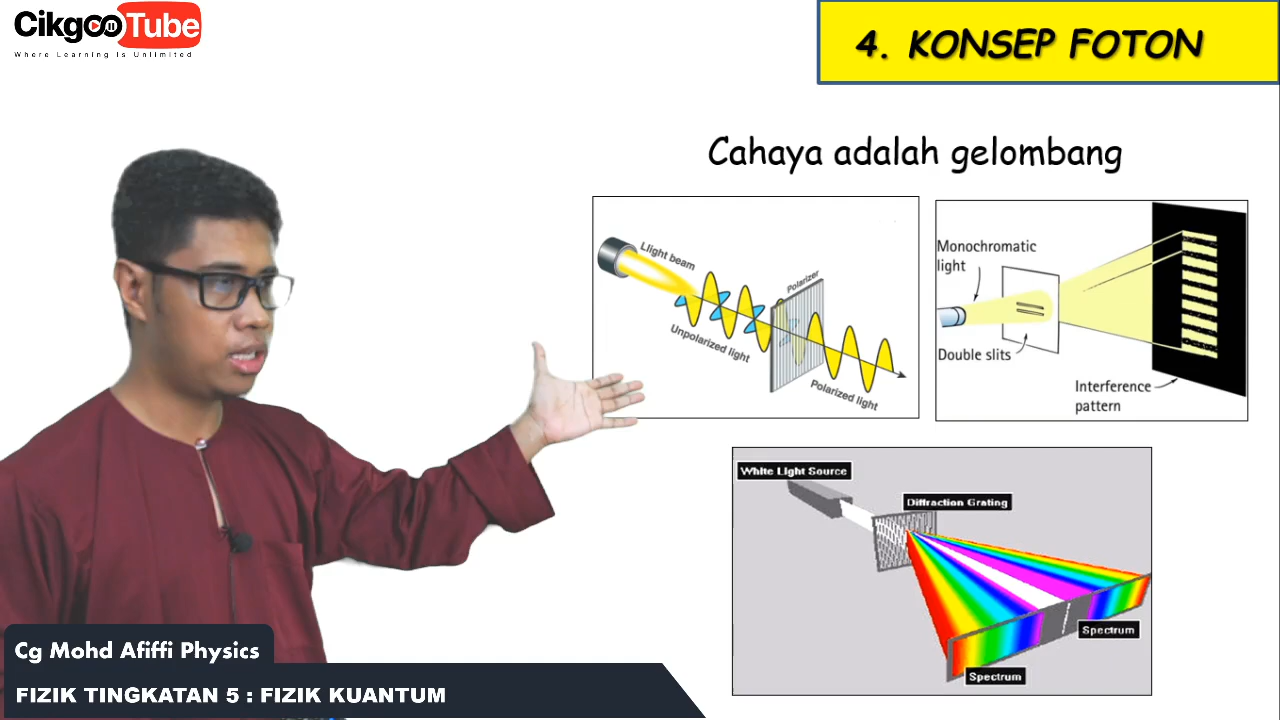 CikgooTube
Where Learning Is Unlimited
4. KONSEP FOTON
Cahaya adalah gelombang
Llight beam
Polarizer
Unpolarized light
Polarized light
Monochromatic
light
Double slits
Interference
pattern
White Light Source
Diffraction Grating
Spectrum
Spectrum
Cg Mohd Afiffi Physics
FIZIK TINGKATAN 5 : FIZIK KUANTUM